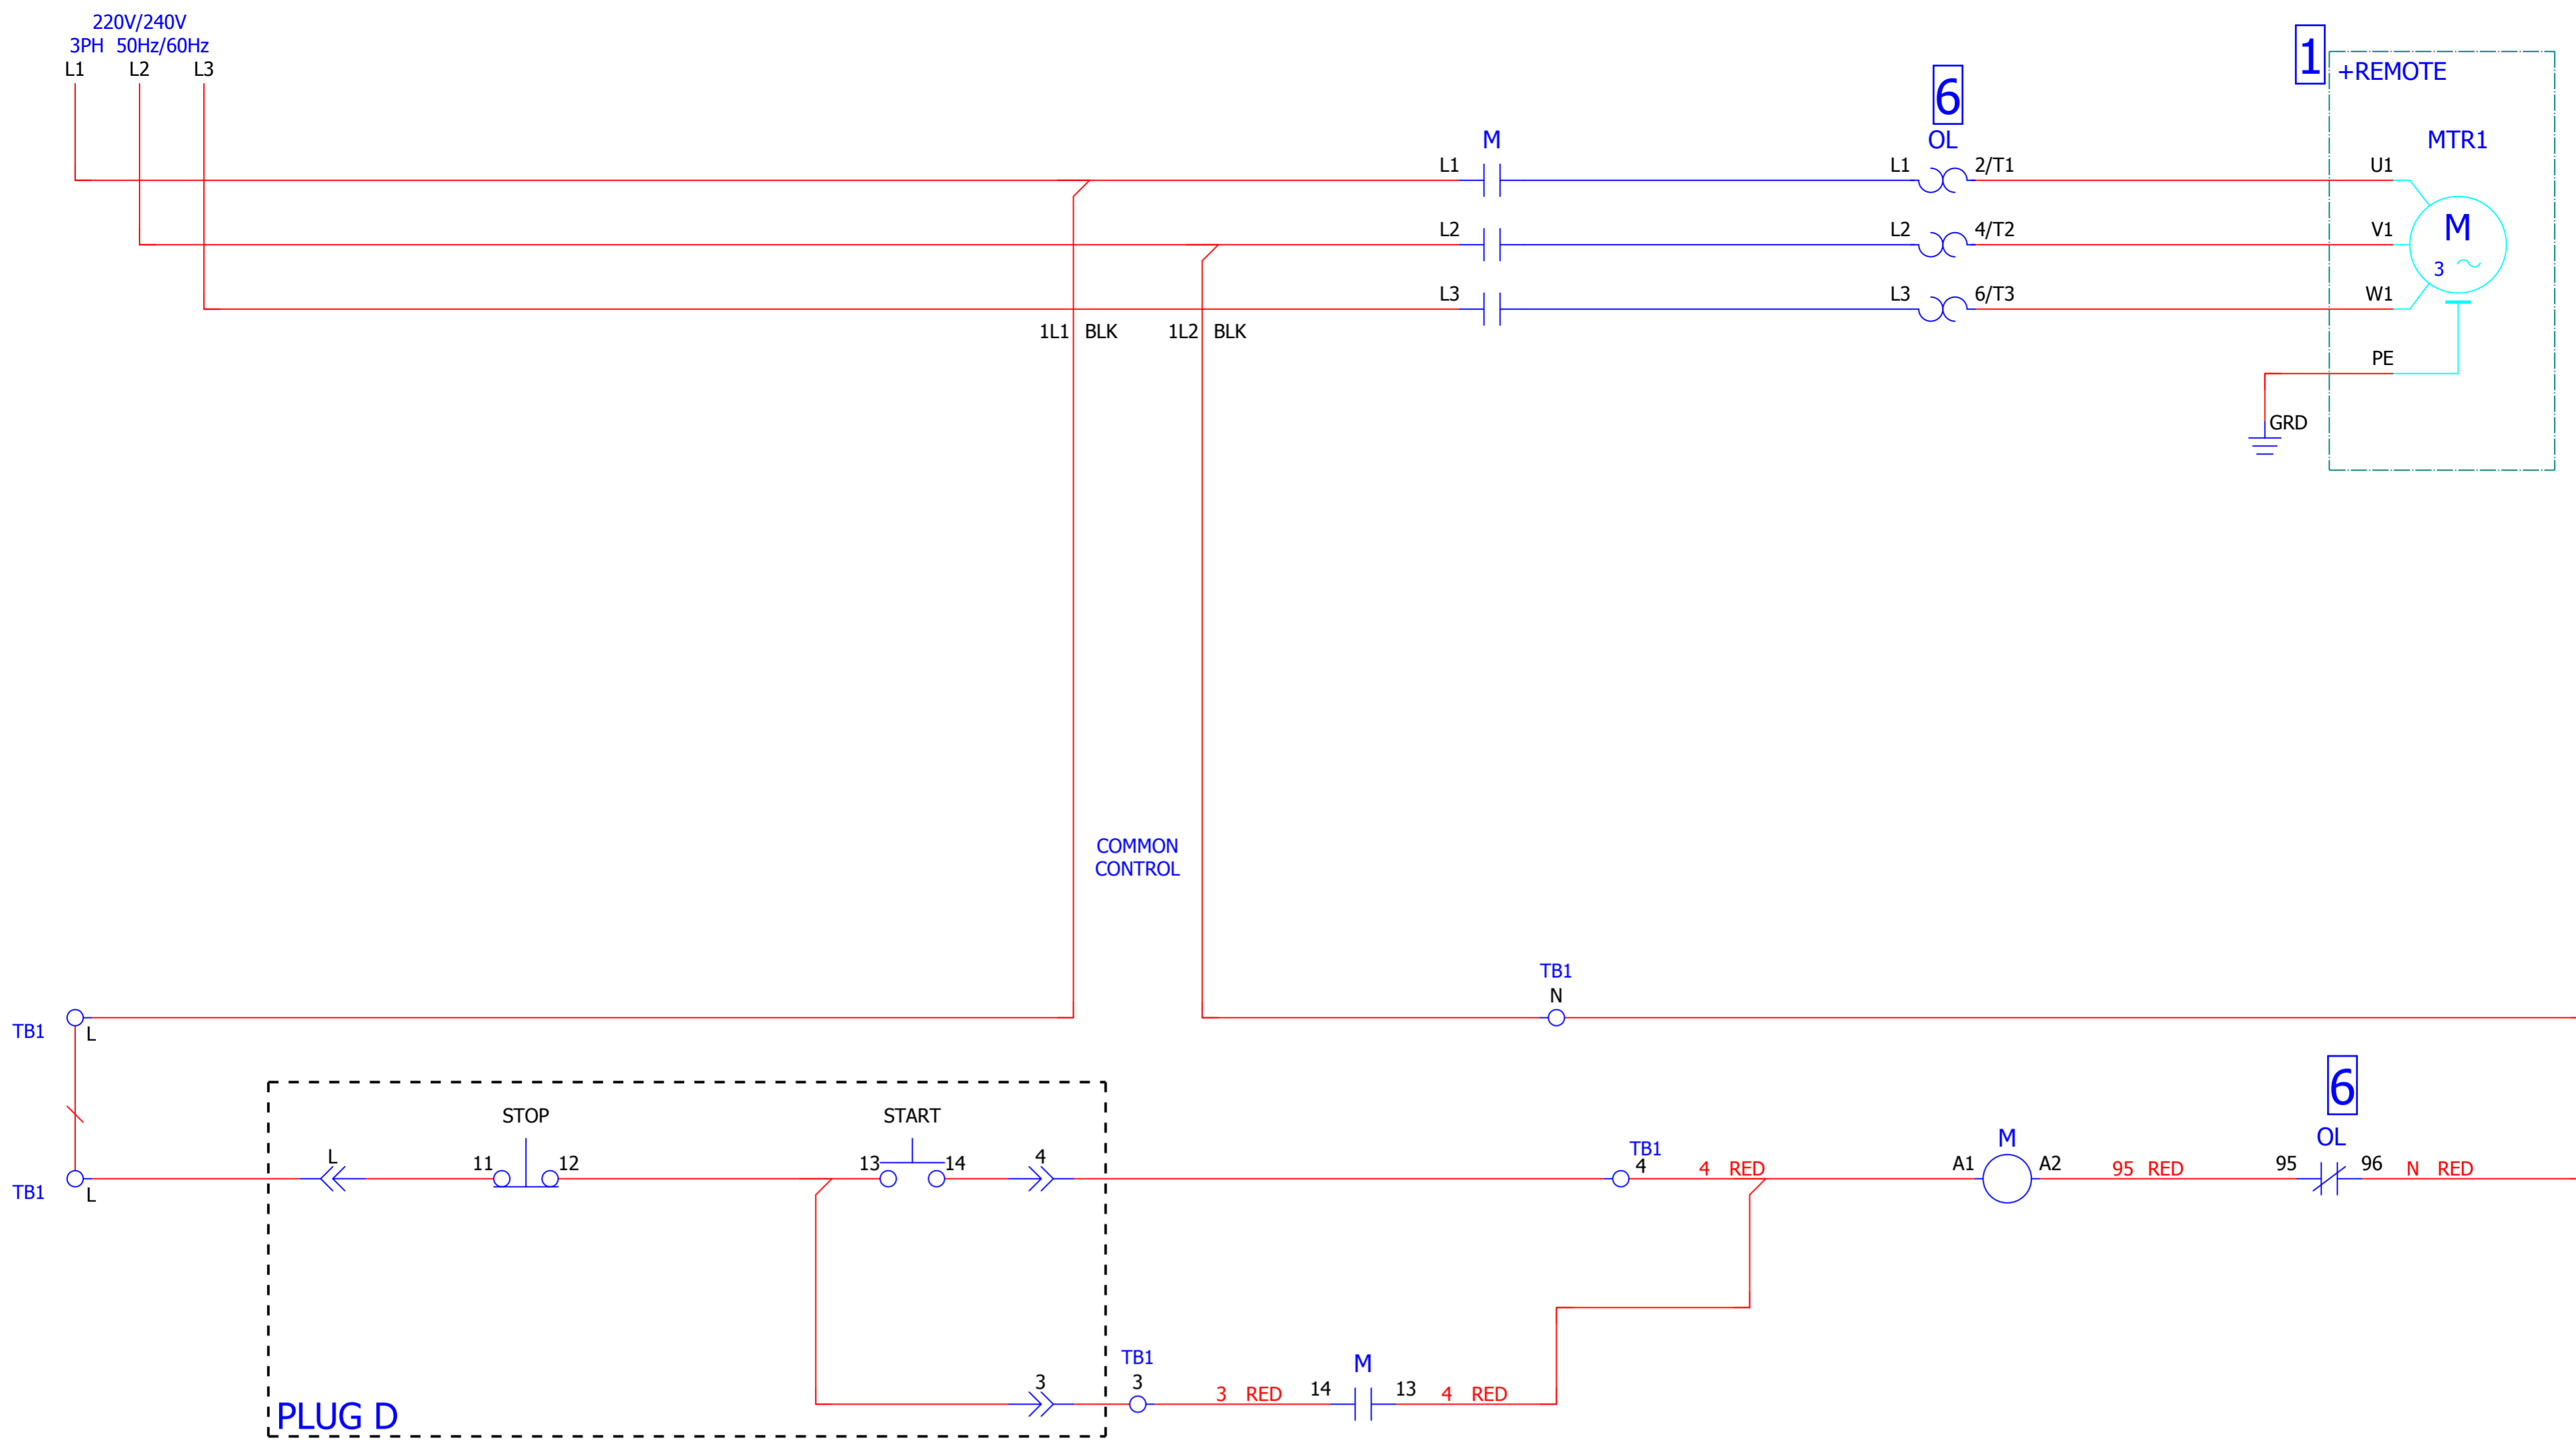 220V/240V
3PH 50Hz/60Hz
L1 L2 L3
1
+REMOTE
6
OL
M
MTR1
L1 L1 2/T1 U1
M
L2 L2 4/T2 V1
3
L3 L3 6/T3 W1
1L1 BLK 1L2 BLK
PE
GRD
COMMON
CONTROL
TB1
N
TB1 L
6
STOP START
OL
TB1
M
L 11 12 13 14 4 4 4 RED A1 A2 95 RED 95 96 N RED
TB1 L
TB1
M
3 3 3 RED 14 13 4 RED
PLUG D